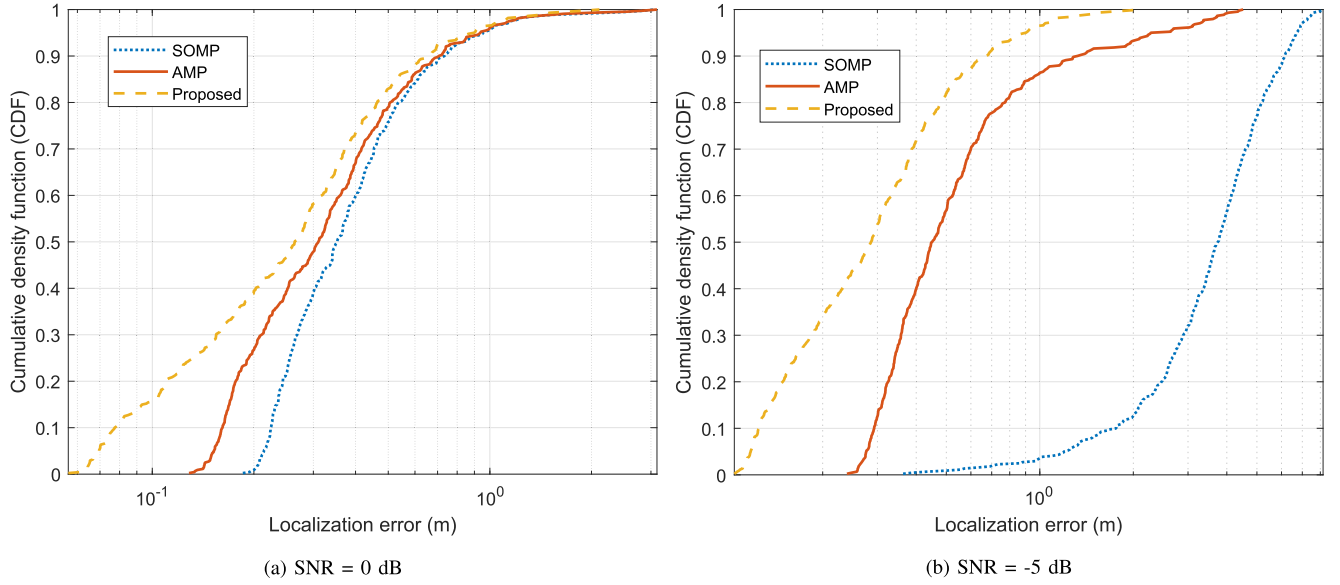 1
0.9
0.8
0.7
0.6
0.5
0.4
0.3
0.2
0.1
0
Cumulative density function (CDF)
SOMP
AMP
Proposed
10^-1
10^0
Localization error (m)
(a) SNR = 0 dB
1
0.9
0.8
0.7
0.6
0.5
0.4
0.3
0.2
0.1
0
Cumulative density function (CDF)
SOMP
AMP
Proposed
10^0
Localization error (m)
(b) SNR = -5 dB